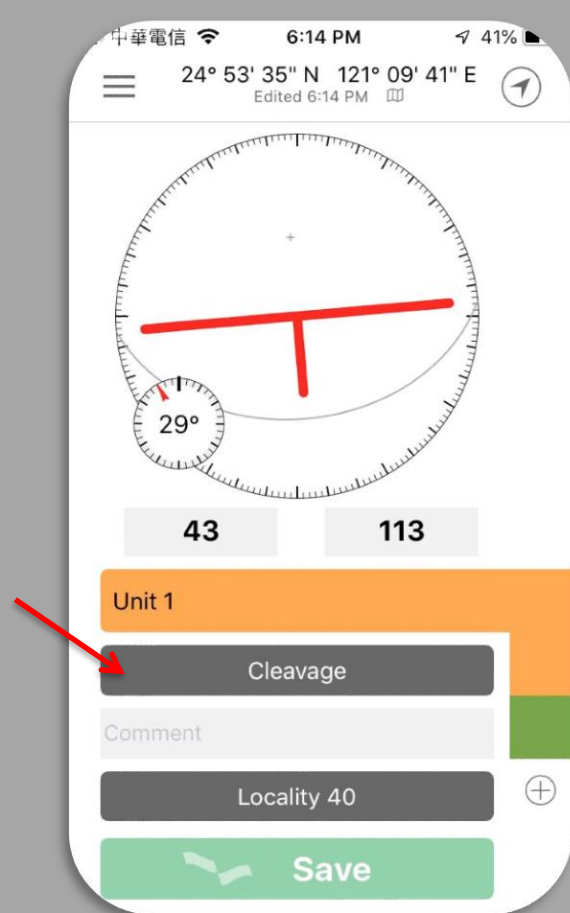 中華電信 6:14 PM 41%
24° 53' 35" N 121° 09' 41" E
Edited 6:14 PM
29°
43 113
Unit 1
Cleavage
Comment
Locality 40
Save